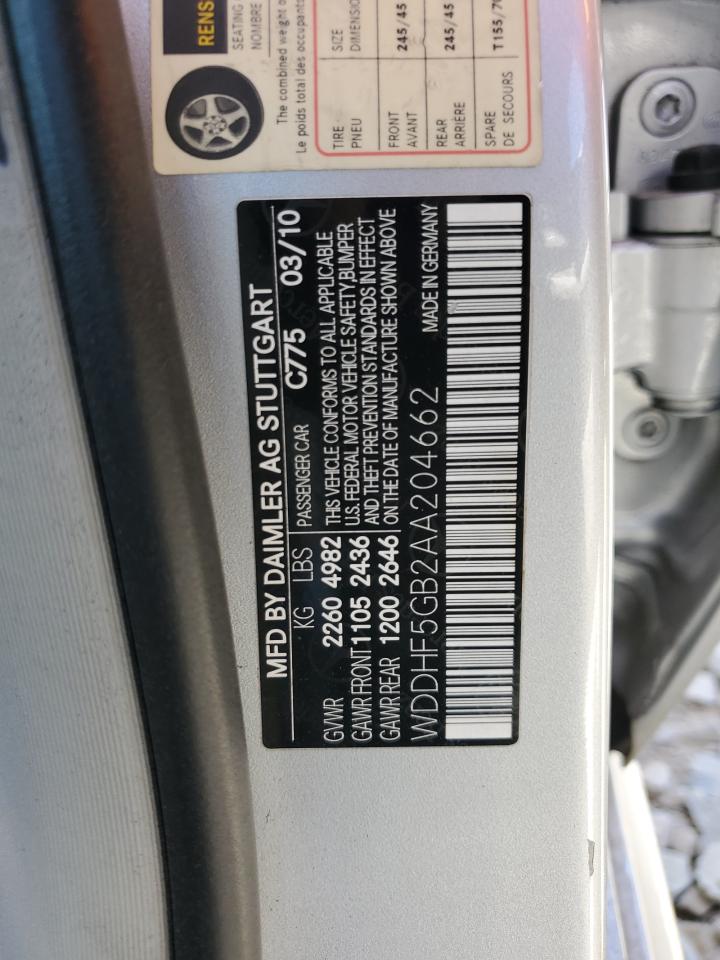 RENS
SEATING
NOMBRE
The combined weight o
Le poids total des occupants
TIRE SIZE
PNEU DIMENSIO
FRONT 245/45
AVANT
REAR 245/45
ARRIÈRE
SPARE T155/70
DE SECOURS
MFD BY DAIMLER AG STUTTGART
KG LBS PASSENGER CAR C775 03/10
GVWR 2260 4982 THIS VEHICLE CONFORMS TO ALL APPLICABLE
GAWR FRONT 1105 2436 U.S. FEDERAL MOTOR VEHICLE SAFETY,BUMPER
AND THEFT PREVENTION STANDARDS IN EFFECT
GAWR REAR 1200 2646 ON THE DATE OF MANUFACTURE SHOWN ABOVE
WDDHF5GB2AA204662 MADE IN GERMANY